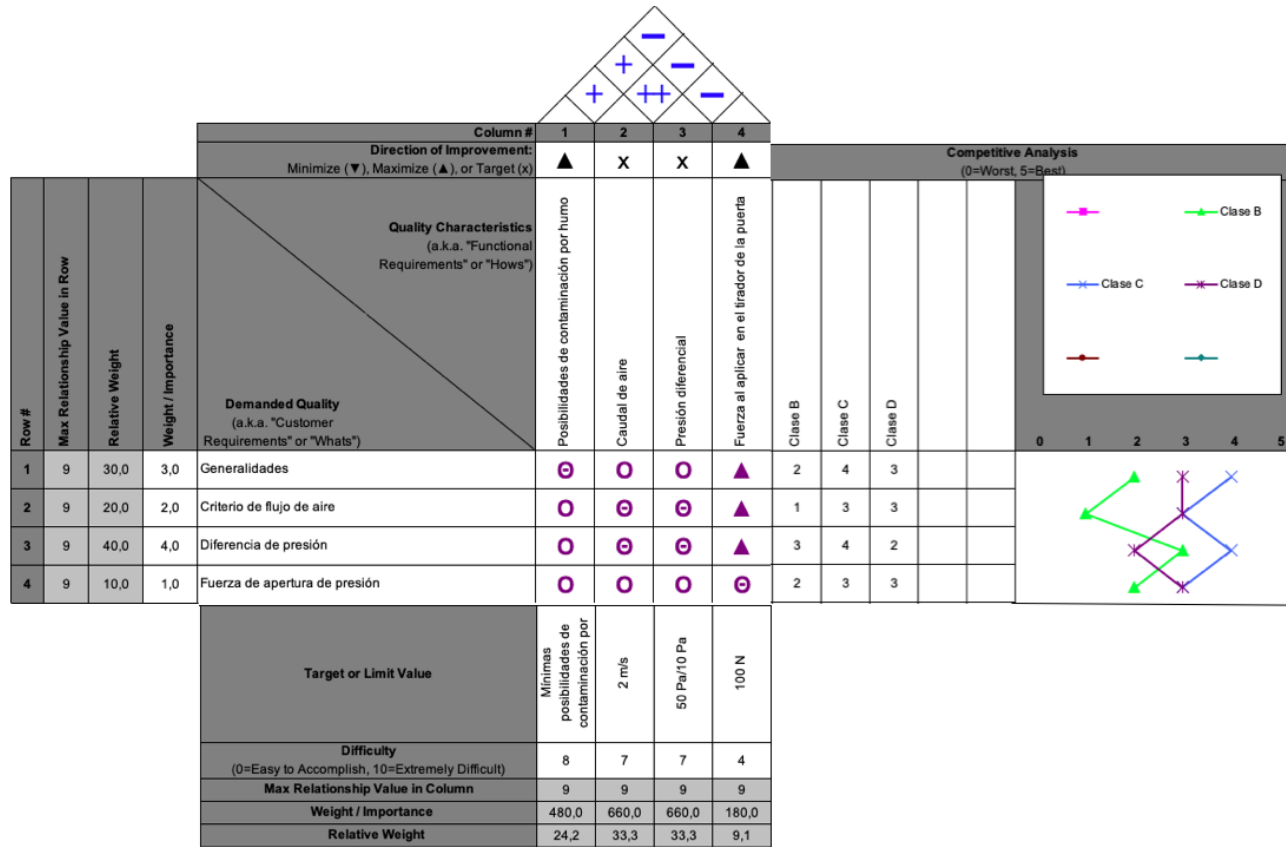 Column # 1 2 3 4
Direction of Improvement:
Minimize (▼), Maximize (▲), or Target (x) ▲ x x ▲
Competitive Analysis
(0=Worst, 5=Best)
Row #
Max Relationship Value in Row
Relative Weight
Weight / Importance
Quality Characteristics
(a.k.a. "Functional
Requirements" or "Hows")
Demanded Quality
(a.k.a. "Customer
Requirements" or "Whats")
Posibilidades de contaminación por humo
Caudal de aire
Presión diferencial
Fuerza al aplicar en el tirador de la puerta
Clase B
Clase C
Clase D
Clase B
Clase C
Clase D
0 1 2 3 4 5
1 9 30,0 3,0 Generalidades Θ Ο Ο ▲ 2 4 3
2 9 20,0 2,0 Criterio de flujo de aire Ο Θ Θ ▲ 1 3 3
3 9 40,0 4,0 Diferencia de presión Ο Θ Θ ▲ 3 4 2
4 9 10,0 1,0 Fuerza de apertura de presión Ο Ο Ο Θ 2 3 3
Target or Limit Value
Mínimas
posibilidades de
contaminación por
2 m/s
50 Pa/10 Pa
100 N
Difficulty
(0=Easy to Accomplish, 10=Extremely Difficult) 8 7 7 4
Max Relationship Value in Column 9 9 9 9
Weight / Importance 480,0 660,0 660,0 180,0
Relative Weight 24,2 33,3 33,3 9,1